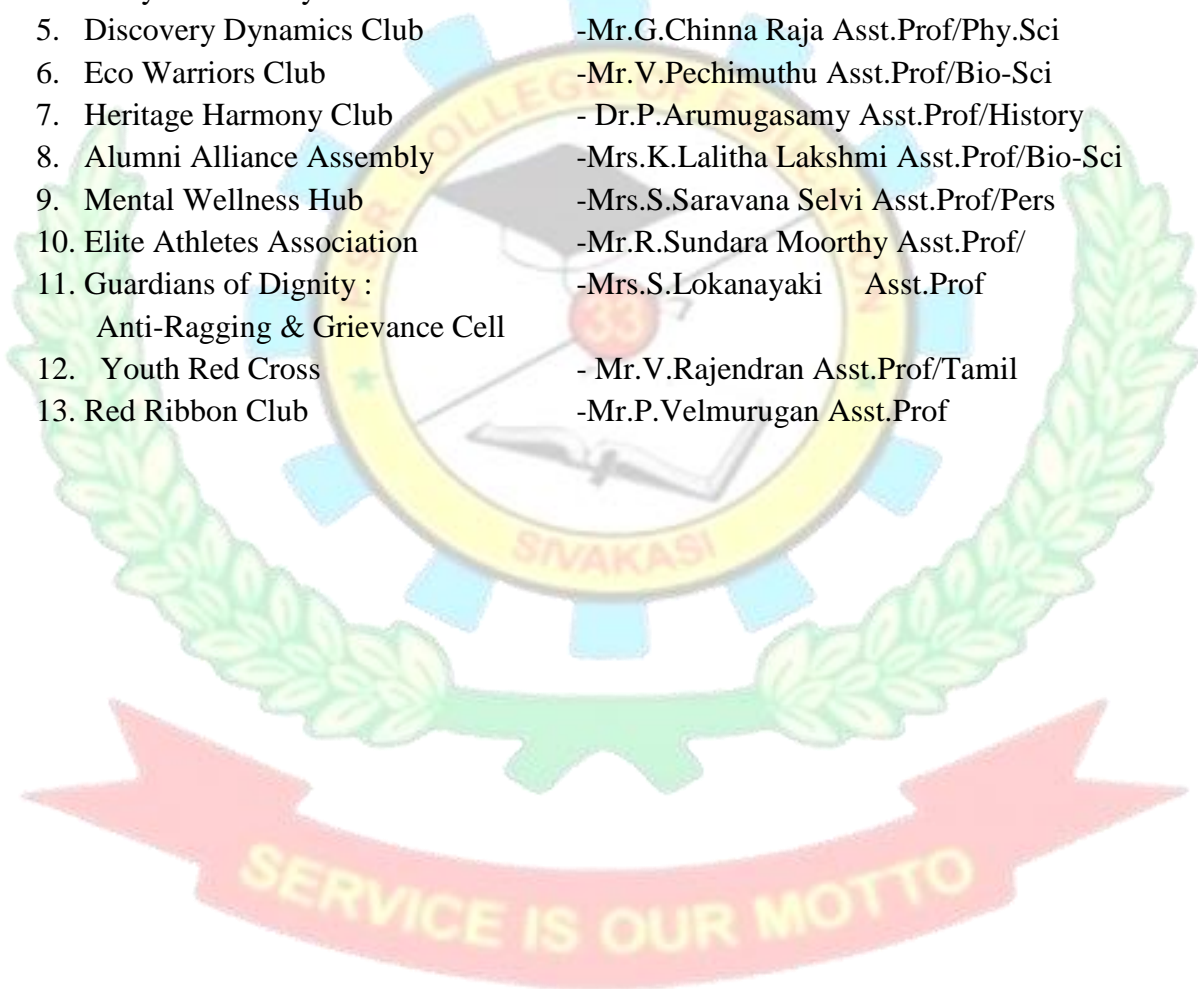 5. Discovery Dynamics Club -Mr.G.Chinna Raja Asst.Prof/Phy.Sci
6. Eco Warriors Club -Mr.V.Pechimuthu Asst.Prof/Bio-Sci
7. Heritage Harmony Club - Dr.P.Arumugasamy Asst.Prof/History
8. Alumni Alliance Assembly -Mrs.K.Lalitha Lakshmi Asst.Prof/Bio-Sci
9. Mental Wellness Hub -Mrs.S.Saravana Selvi Asst.Prof/Pers
10. Elite Athletes Association -Mr.R.Sundara Moorthy Asst.Prof/
11. Guardians of Dignity : -Mrs.S.Lokanayaki Asst.Prof
Anti-Ragging & Grievance Cell
12. Youth Red Cross - Mr.V.Rajendran Asst.Prof/Tamil
13. Red Ribbon Club -Mr.P.Velmurugan Asst.Prof
COLLEGE OF EDUCATION
33
SIVAKASI
SERVICE IS OUR MOTTO